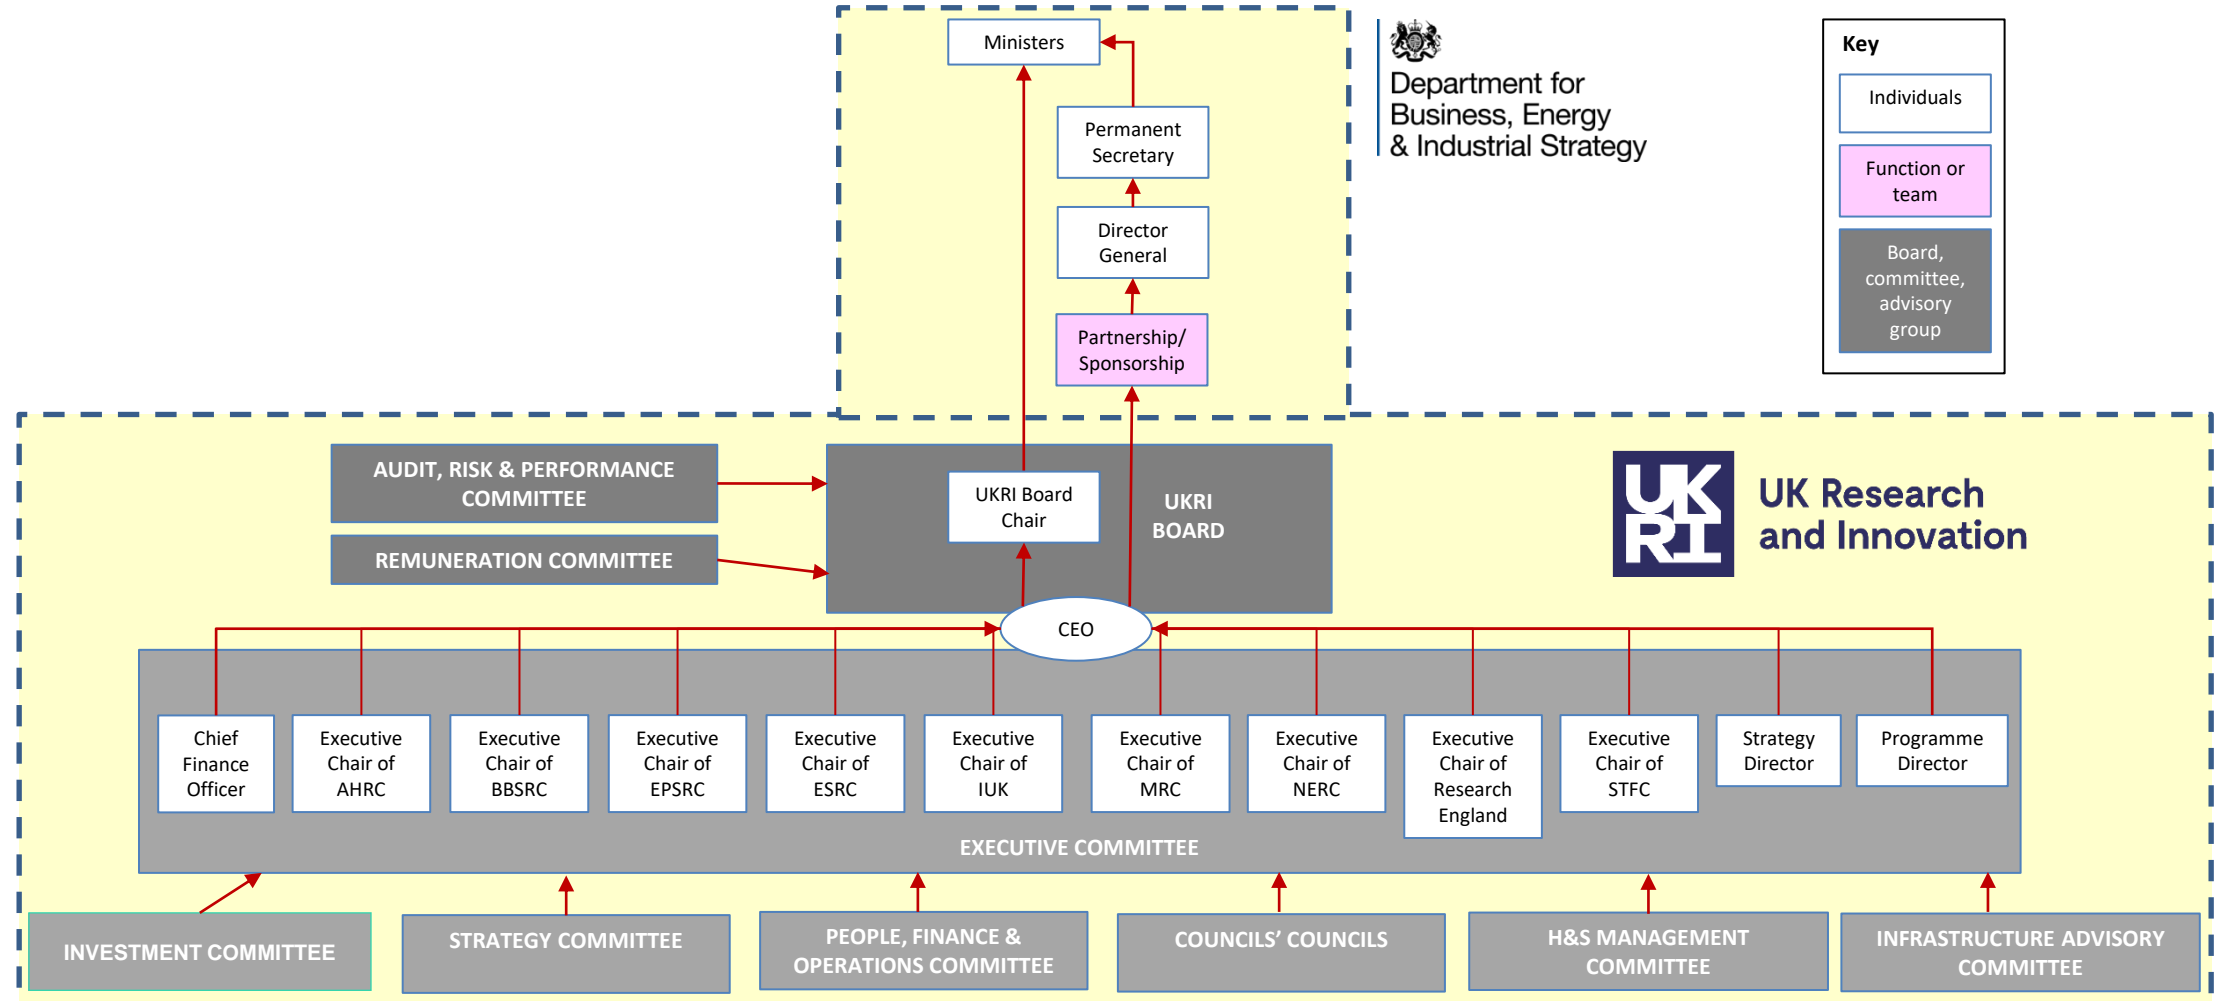 Ministers
Permanent
Secretary
Director
General
Partnership/
Sponsorship
Department for
Business, Energy
& Industrial Strategy
Key
Individuals
Function or
team
Board,
committee,
advisory
group
AUDIT, RISK & PERFORMANCE
COMMITTEE
REMUNERATION COMMITTEE
UKRI Board
Chair
UKRI
BOARD
UK
RI
UK Research
and Innovation
CEO
Chief
Finance
Officer
Executive
Chair of
AHRC
Executive
Chair of
BBSRC
Executive
Chair of
EPSRC
Executive
Chair of
ESRC
Executive
Chair of
IUK
Executive
Chair of
MRC
Executive
Chair of
NERC
Executive
Chair of
Research
England
Executive
Chair of
STFC
Strategy
Director
Programme
Director
EXECUTIVE COMMITTEE
INVESTMENT COMMITTEE
STRATEGY COMMITTEE
PEOPLE, FINANCE &
OPERATIONS COMMITTEE
COUNCILS’ COUNCILS
H&S MANAGEMENT
COMMITTEE
INFRASTRUCTURE ADVISORY
COMMITTEE